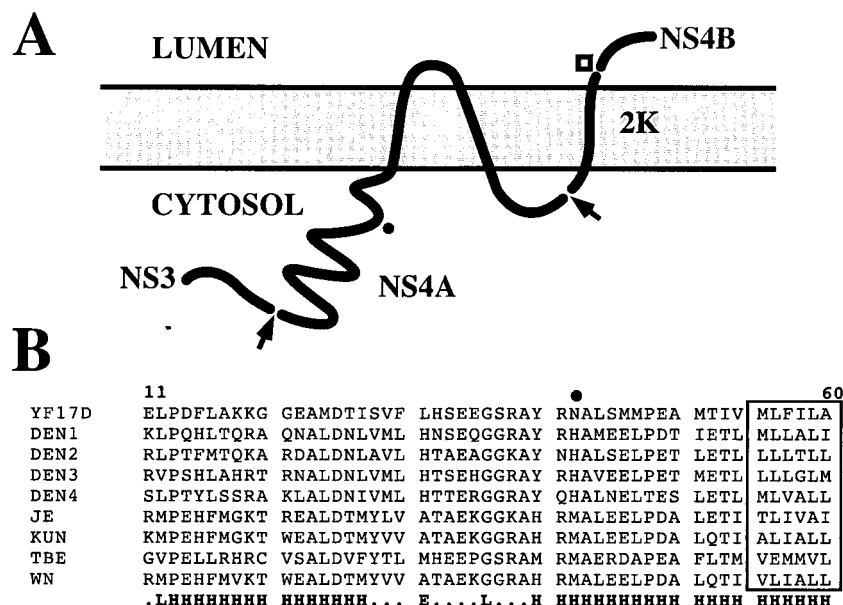 A
LUMEN
NS4B
2K
CYTOSOL
NS3
NS4A
B
11 60
YF17D ELPDFLAKKG GEAMDTISVF LHSEEGSRAY RNALSMMPEA MTIV MLFILA
DEN1 KLPQHLTQRA QNALDNLVML HNSEQGGRAY RHAMEELPDT IETL MLLALI
DEN2 RLPTFMTQKA RDALDNLAVL HTAEAGGKAY NHALSELPET LETL LLLTLL
DEN3 RVPSHLAHRT RNALDNLVML HTSEHGGRAY RHAVEELPET METL LLLGLM
DEN4 SLPTYLSSRA KLALDNIVML HTTERGGRAY QHALNELTES LETL MLVALL
JE RMPEHFMGKT REALDTMYLV ATAEKGGKAH RMALEELPDA LETI TLIVAI
KUN KMPEHFMGKT WEALDTMYVV ATAEKGGRAH RMALEELPDA LQTI ALIALL
TBE GVPELLRHRC VSALDVFYTL MHEEPGSRAM RMAERDAPEA FLTM VEMMVL
WN RMPEHFMVKT WEALDTMYVV ATAEKGGRAH RMALEELPDA LQTI VLIALL
.LHHHHHHHH HHHHHHH... E....L...H HHHHHHHHHH HHHH HHHHHH